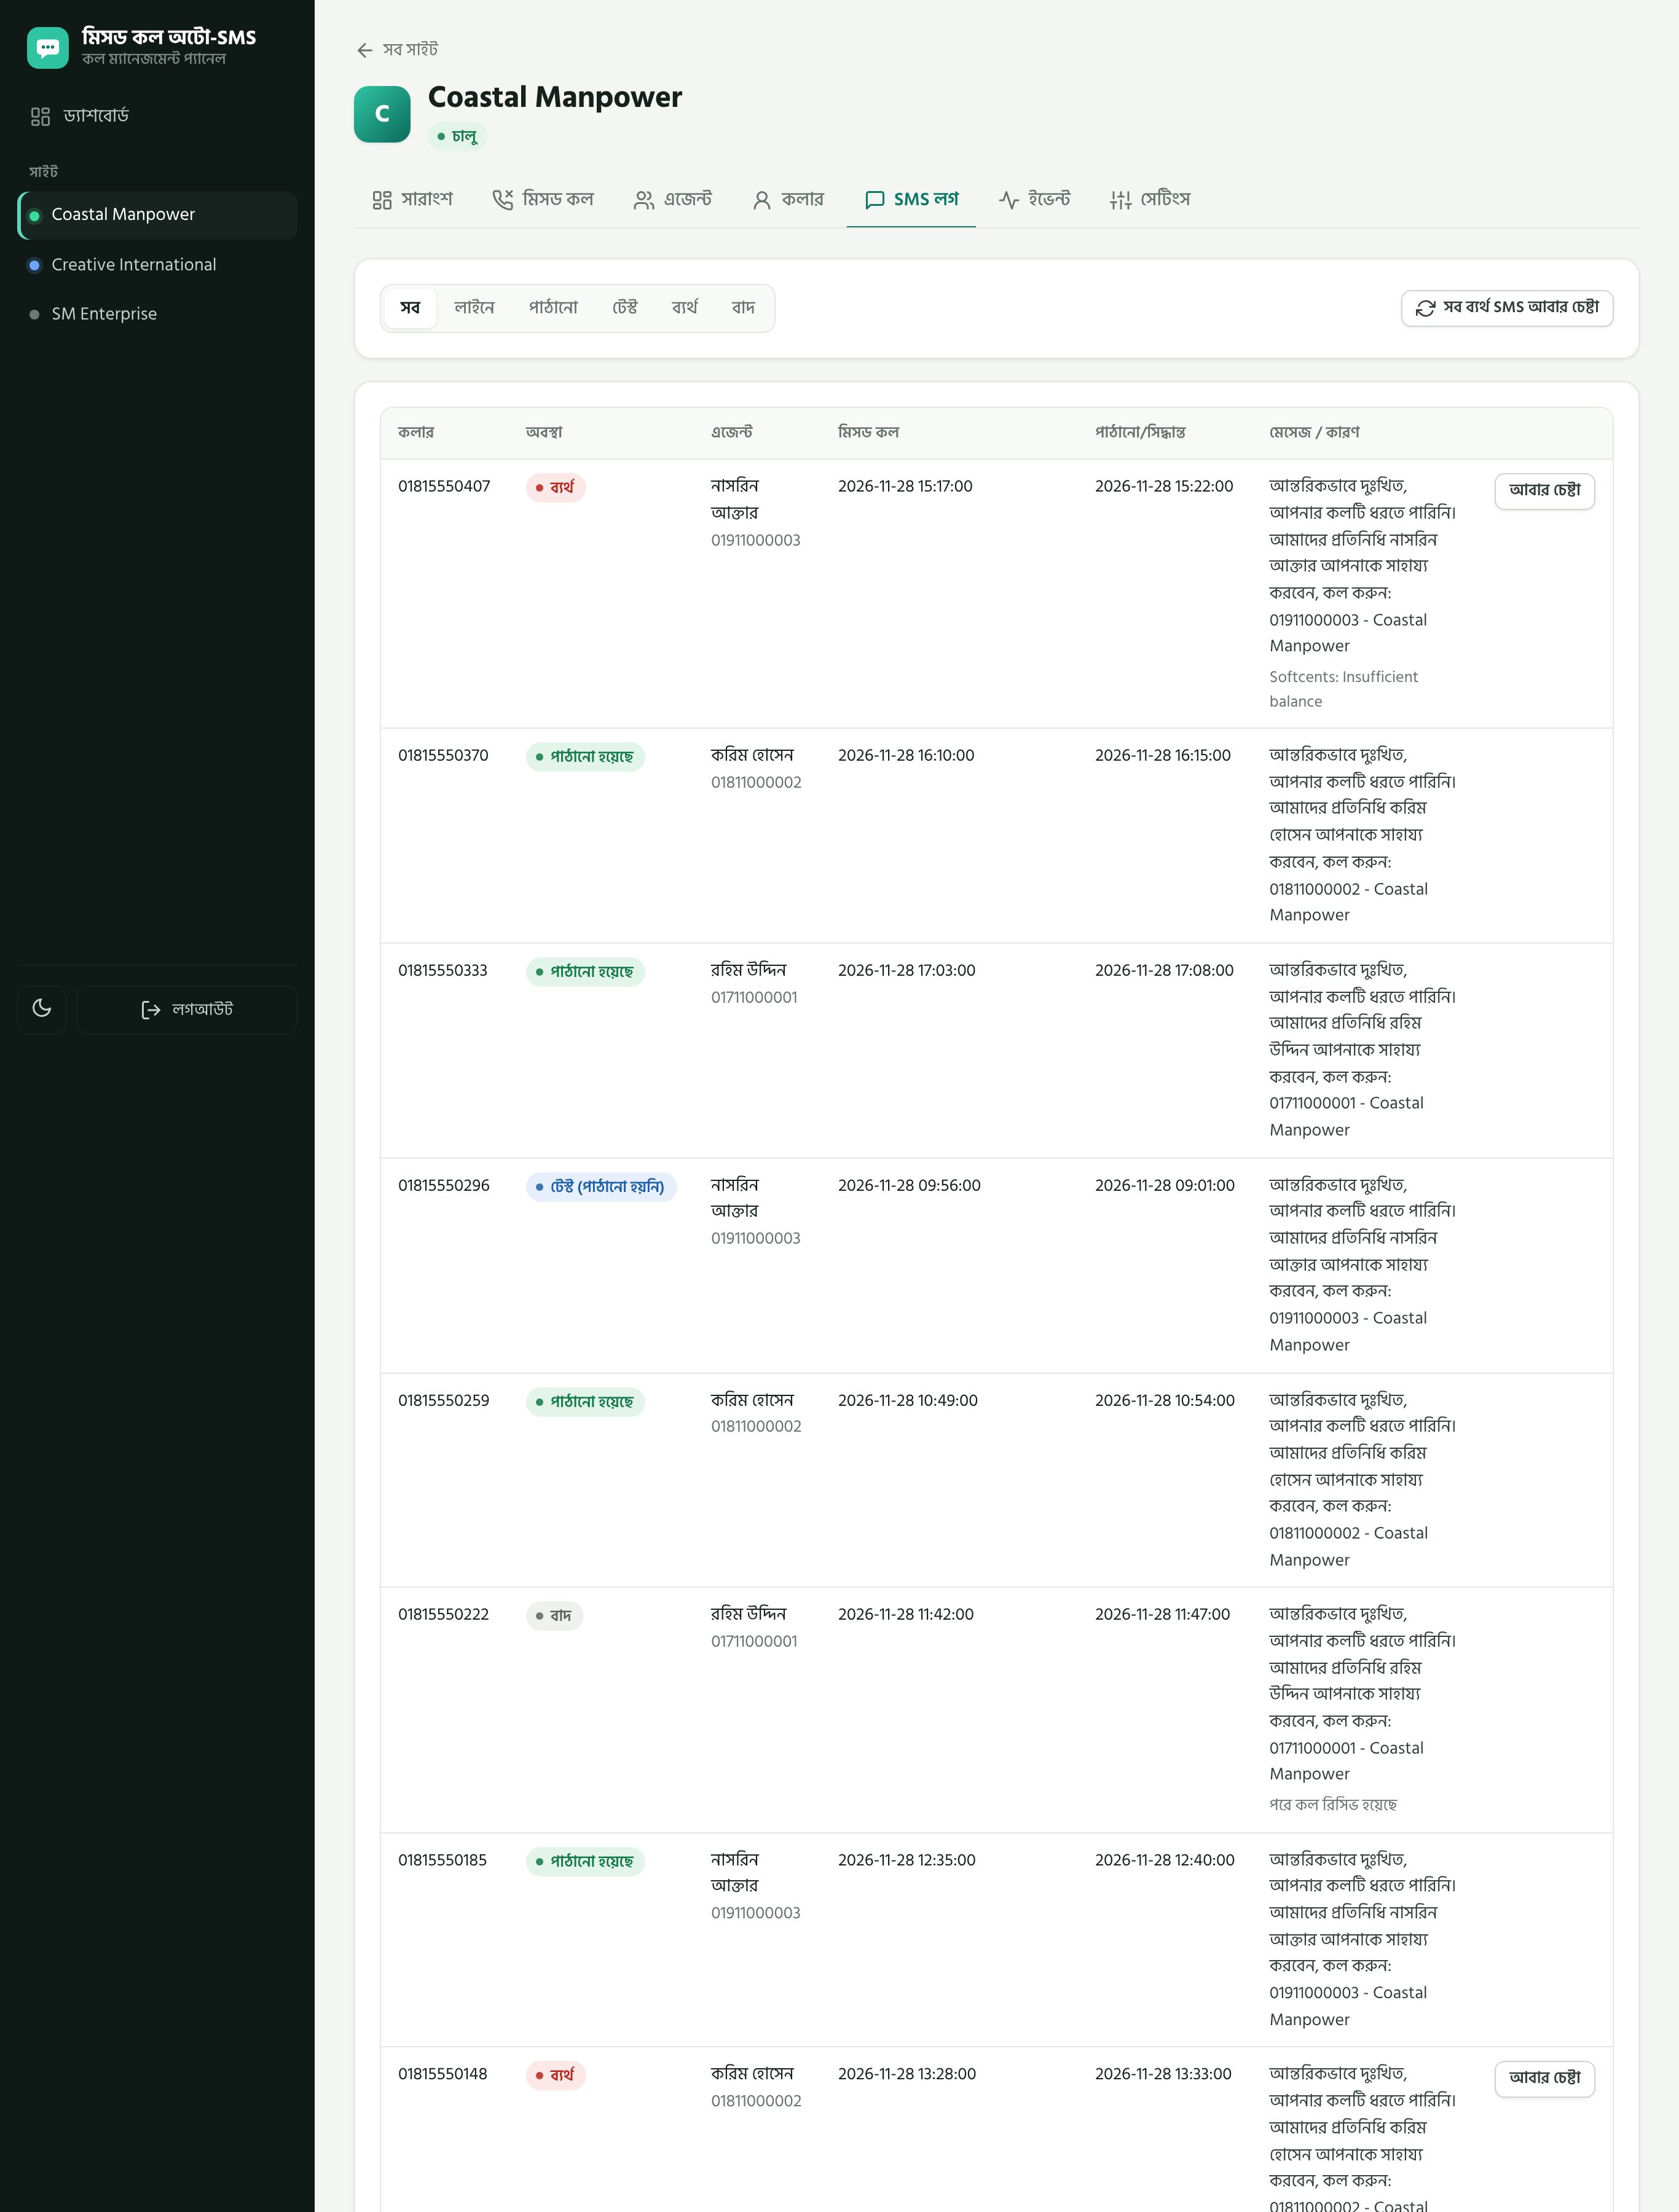 মিসড কল অটো-SMS
কল ম্যানেজমেন্ট প্যানেল
ড্যাশবোর্ড
সাইট
Coastal Manpower
Creative International
SM Enterprise
লগআউট
সব সাইট
C
Coastal Manpower
চালু
সারাংশ মিসড কল এজেন্ট কলার SMS লগ ইভেন্ট সেটিংস
সব লাইনে পাঠানো টেস্ট ব্যর্থ বাদ
সব ব্যর্থ SMS আবার চেষ্টা
কলার অবস্থা এজেন্ট মিসড কল পাঠানো/সিদ্ধান্ত মেসেজ / কারণ
01815550407 ব্যর্থ নাসরিন 2026-11-28 15:17:00 2026-11-28 15:22:00 আন্তরিকভাবে দুঃখিত, আবার চেষ্টা
আক্তার আপনার কলটি ধরতে পারিনি।
01911000003 আমাদের প্রতিনিধি নাসরিন
আক্তার আপনাকে সাহায্য
করবেন, কল করুন:
01911000003 - Coastal
Manpower
Softcents: Insufficient
balance
01815550370 পাঠানো হয়েছে করিম হোসেন 2026-11-28 16:10:00 2026-11-28 16:15:00 আন্তরিকভাবে দুঃখিত,
01811000002 আপনার কলটি ধরতে পারিনি।
আমাদের প্রতিনিধি করিম
হোসেন আপনাকে সাহায্য
করবেন, কল করুন:
01811000002 - Coastal
Manpower
01815550333 পাঠানো হয়েছে রহিম উদ্দিন 2026-11-28 17:03:00 2026-11-28 17:08:00 আন্তরিকভাবে দুঃখিত,
01711000001 আপনার কলটি ধরতে পারিনি।
আমাদের প্রতিনিধি রহিম
উদ্দিন আপনাকে সাহায্য
করবেন, কল করুন:
01711000001 - Coastal
Manpower
01815550296 টেস্ট (পাঠানো হয়নি) নাসরিন 2026-11-28 09:56:00 2026-11-28 09:01:00 আন্তরিকভাবে দুঃখিত,
আক্তার আপনার কলটি ধরতে পারিনি।
01911000003 আমাদের প্রতিনিধি নাসরিন
আক্তার আপনাকে সাহায্য
করবেন, কল করুন:
01911000003 - Coastal
Manpower
01815550259 পাঠানো হয়েছে করিম হোসেন 2026-11-28 10:49:00 2026-11-28 10:54:00 আন্তরিকভাবে দুঃখিত,
01811000002 আপনার কলটি ধরতে পারিনি।
আমাদের প্রতিনিধি করিম
হোসেন আপনাকে সাহায্য
করবেন, কল করুন:
01811000002 - Coastal
Manpower
01815550222 বাদ রহিম উদ্দিন 2026-11-28 11:42:00 2026-11-28 11:47:00 আন্তরিকভাবে দুঃখিত,
01711000001 আপনার কলটি ধরতে পারিনি।
আমাদের প্রতিনিধি রহিম
উদ্দিন আপনাকে সাহায্য
করবেন, কল করুন:
01711000001 - Coastal
Manpower
পরে কল রিসিভ হয়েছে
01815550185 পাঠানো হয়েছে নাসরিন 2026-11-28 12:35:00 2026-11-28 12:40:00 আন্তরিকভাবে দুঃখিত,
আক্তার আপনার কলটি ধরতে পারিনি।
01911000003 আমাদের প্রতিনিধি নাসরিন
আক্তার আপনাকে সাহায্য
করবেন, কল করুন:
01911000003 - Coastal
Manpower
01815550148 ব্যর্থ করিম হোসেন 2026-11-28 13:28:00 2026-11-28 13:33:00 আন্তরিকভাবে দুঃখিত, আবার চেষ্টা
01811000002 আপনার কলটি ধরতে পারিনি।
আমাদের প্রতিনিধি করিম
হোসেন আপনাকে সাহায্য
করবেন, কল করুন:
01811000002 - Coastal